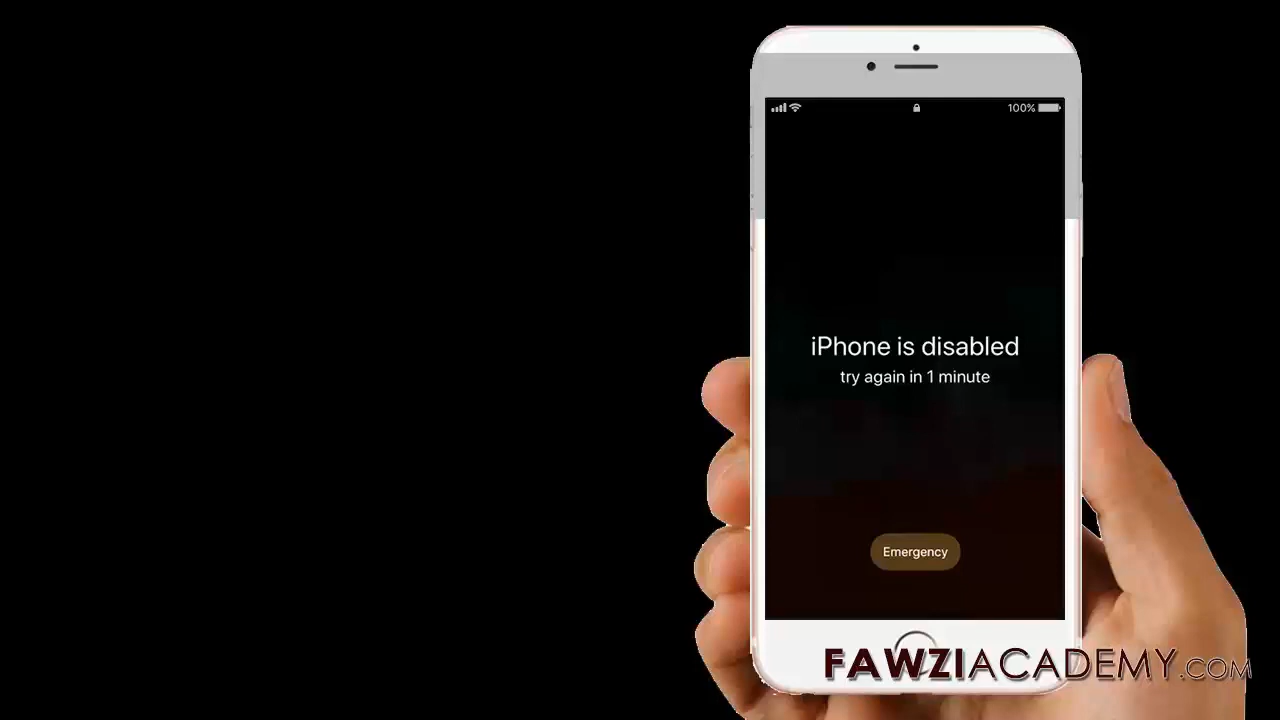 100%
iPhone is disabled
try again in 1 minute
Emergency
FAWZIACADEMY.COM